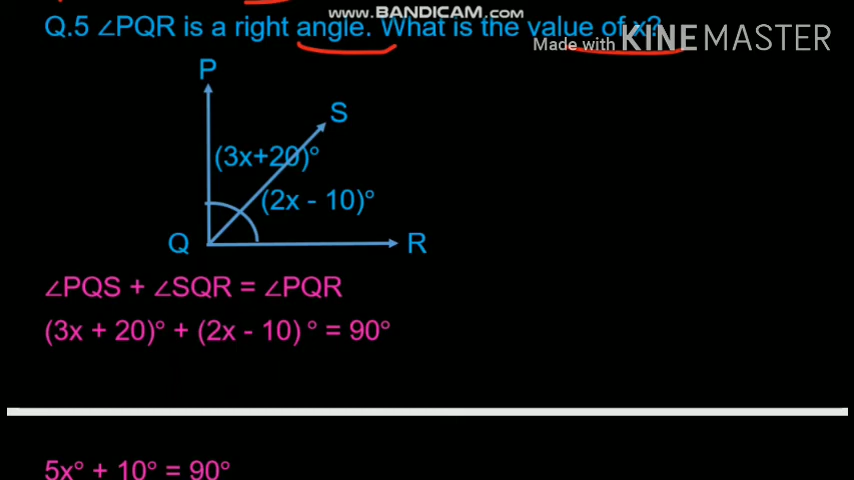 www.BANDICAM.com
Q.5 ∠PQR is a right angle. What is the value of x?
Made with KINEMASTER
P
S
(3x+20)°
(2x - 10)°
Q
R
∠PQS + ∠SQR = ∠PQR
(3x + 20)° + (2x - 10) ° = 90°
5x° + 10° = 90°